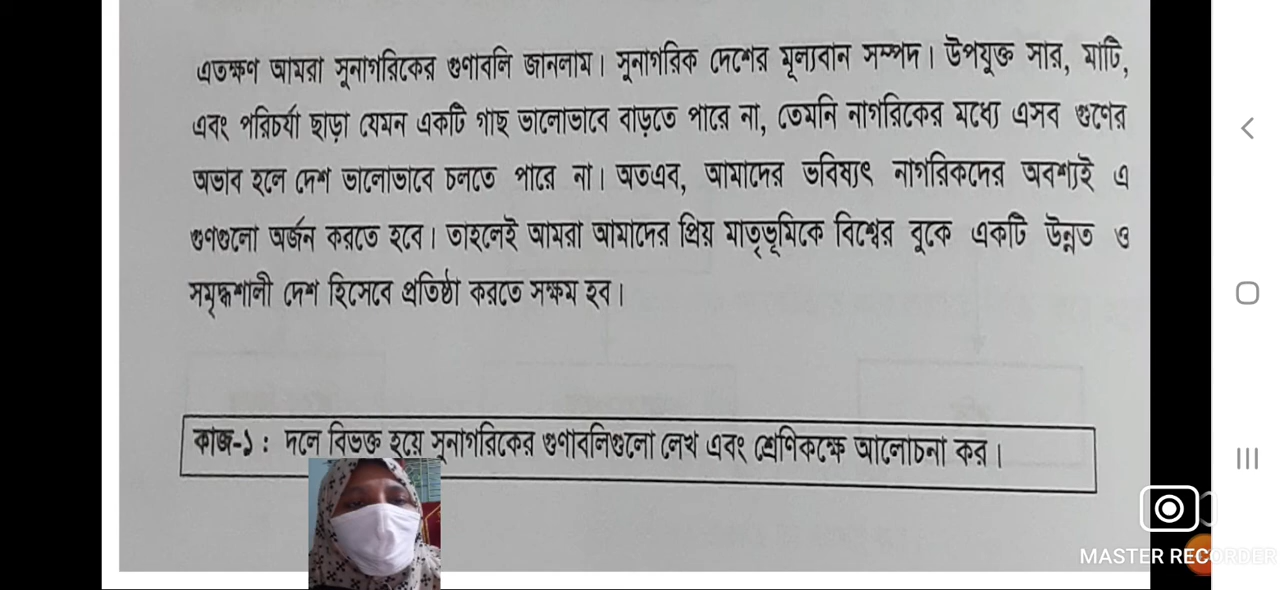 এতক্ষণ আমরা সুনাগরিকের গুণাবলি জানলাম। সুনাগরিক দেশের মূল্যবান সম্পদ। উপযুক্ত সার, মাটি,
এবং পরিচর্যা ছাড়া যেমন একটি গাছ ভালোভাবে বাড়তে পারে না, তেমনি নাগরিকের মধ্যে এসব গুণের
অভাব হলে দেশ ভালোভাবে চলতে পারে না। অতএব, আমাদের ভবিষ্যৎ নাগরিকদের অবশ্যই এ
গুণগুলো অর্জন করতে হবে। তাহলেই আমরা আমাদের প্রিয় মাতৃভূমিকে বিশ্বের বুকে একটি উন্নত ও
সমৃদ্ধশালী দেশ হিসেবে প্রতিষ্ঠা করতে সক্ষম হব।
কাজ-১ : দলে বিভক্ত হয়ে সুনাগরিকের গুণাবলিগুলো লেখ এবং শ্রেণিকক্ষে আলোচনা কর।
MASTER RECORDER